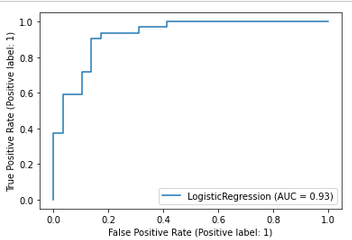 True Positive Rate (Positive label: 1)
1.0
0.8
0.6
0.4
0.2
0.0
LogisticRegression (AUC = 0.93)
0.0 0.2 0.4 0.6 0.8 1.0
False Positive Rate (Positive label: 1)